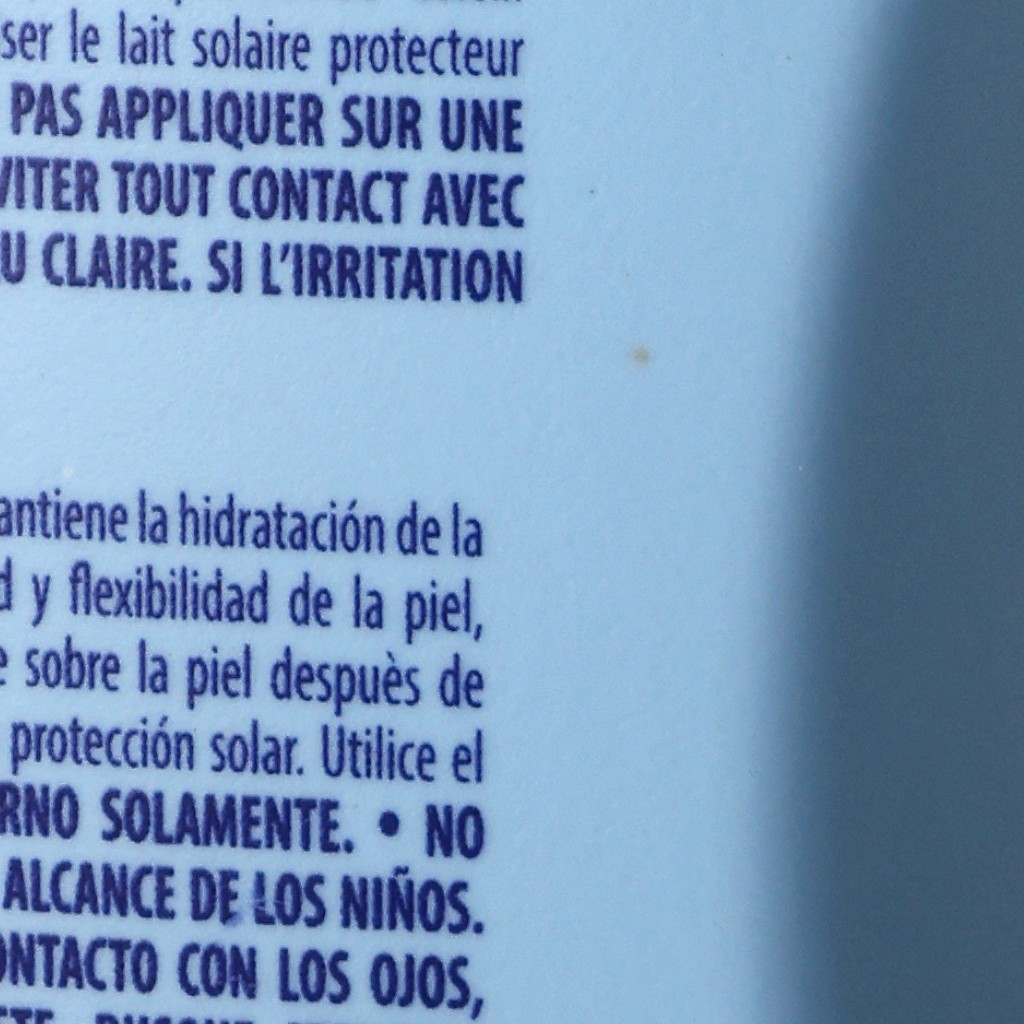 ser le lait solaire protecteur
PAS APPLIQUER SUR UNE
VITER TOUT CONTACT AVEC
U CLAIRE. SI L'IRRITATION
antiene la hidratación de la
d y flexibilidad de la piel,
e sobre la piel despuès de
protección solar. Utilice el
RNO SOLAMENTE. • NO
ALCANCE DE LOS NIÑOS.
ONTACTO CON LOS OJOS,